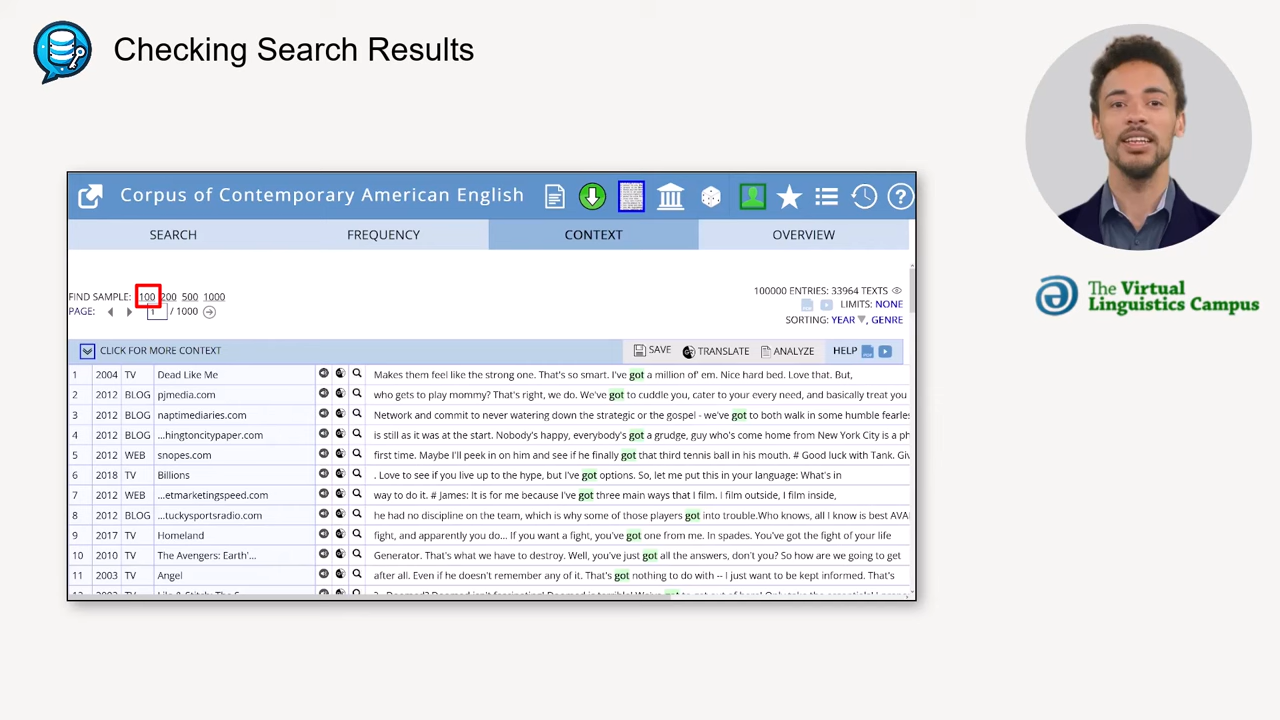 Checking Search Results
Corpus of Contemporary American English
SEARCH FREQUENCY CONTEXT OVERVIEW
FIND SAMPLE: 100 200 500 1000
PAGE: 1 / 1000
100000 ENTRIES: 33964 TEXTS
LIMITS: NONE
SORTING: YEAR, GENRE
CLICK FOR MORE CONTEXT SAVE TRANSLATE ANALYZE HELP
1 2004 TV Dead Like Me Makes them feel like the strong one. That's so smart. I've got a million of' em. Nice hard bed. Love that. But,
2 2012 BLOG pjmedia.com who gets to play mommy? That's right, we do. We've got to cuddle you, cater to your every need, and basically treat you
3 2012 BLOG naptimediaries.com Network and commit to never watering down the strategic or the gospel - we've got to both walk in some humble fearles
4 2012 BLOG ...hingtoncitypaper.com is still as it was at the start. Nobody's happy, everybody's got a grudge, guy who's come home from New York City is a ph
5 2012 WEB snopes.com first time. Maybe I'll peek in on him and see if he finally got that third tennis ball in his mouth. # Good luck with Tank. Giv
6 2018 TV Billions . Love to see if you live up to the hype, but I've got options. So, let me put this in your language: What's in
7 2012 WEB ...etmarketingspeed.com way to do it. # James: It is for me because I've got three main ways that I film. I film outside, I film inside,
8 2012 BLOG ...tuckysportsradio.com he had no discipline on the team, which is why some of those players got into trouble.Who knows, all I know is best AVA
9 2017 TV Homeland fight, and apparently you do... If you want a fight, you've got one from me. In spades. You've got the fight of your life
10 2010 TV The Avengers: Earth'... Generator. That's what we have to destroy. Well, you've just got all the answers, don't you? So how are we going to get
11 2003 TV Angel after all. Even if he doesn't remember any of it. That's got nothing to do with -- I just want to be kept informed. That's
The Virtual
Linguistics Campus